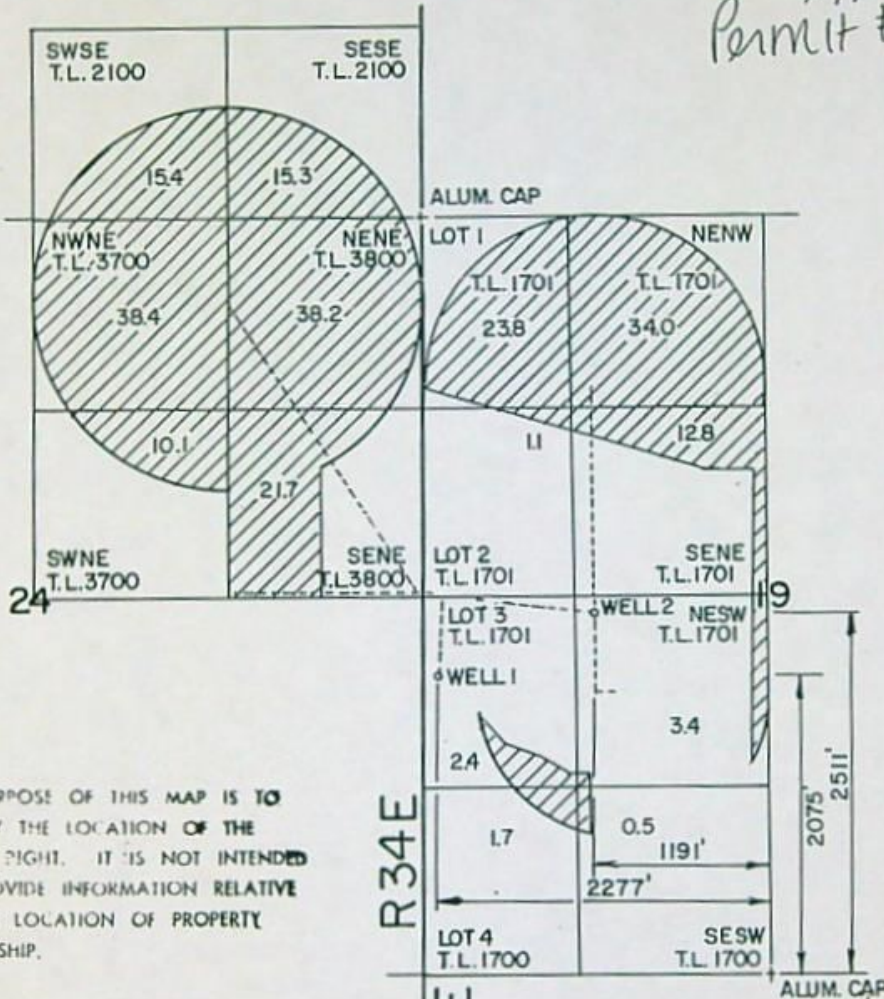 Permit #
SWSE
T.L. 2100
SESE
T.L. 2100
15.4
15.3
ALUM. CAP
NWNE
T.L. 3700
NENE
T.L. 3800
LOT 1
NENW
T.L. 1701
T.L. 1701
38.4
38.2
23.8
34.0
10.1
1.1
12.8
21.7
SWNE
T.L. 3700
SENE
T.L. 3800
LOT 2
T.L. 1701
SENE
T.L. 1701
24
19
LOT 3
T.L. 1701
WELL 2
NESW
T.L. 1701
WELL 1
3.4
2.4
RPOSE OF THIS MAP IS TO
Y THE LOCATION OF THE
RIGHT. IT IS NOT INTENDED
OVIDE INFORMATION RELATIVE
LOCATION OF PROPERTY
SHIP.
R34E
1.7
0.5
1191'
2277'
2075'
2511'
LOT 4
T.L. 1700
SESW
T.L. 1700
ALUM. CAP